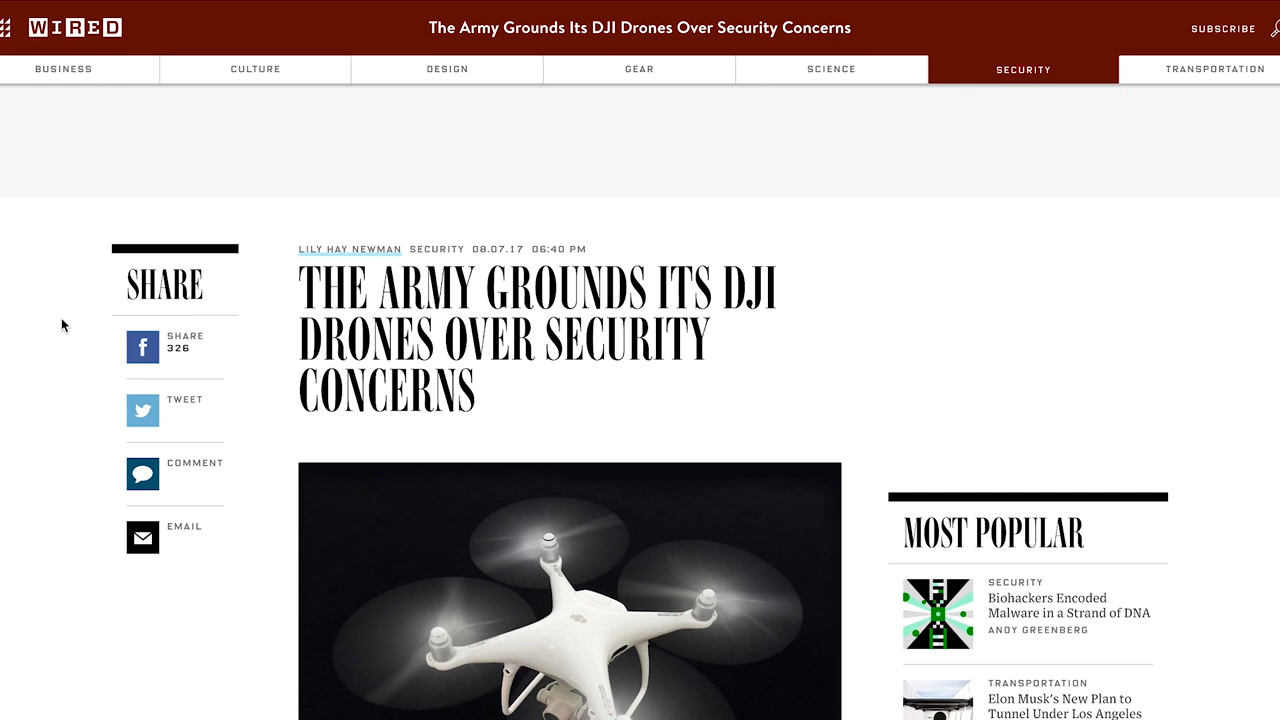 WIRED
The Army Grounds Its DJI Drones Over Security Concerns
SUBSCRIBE
BUSINESS
CULTURE
DESIGN
GEAR
SCIENCE
SECURITY
TRANSPORTATION
SHARE
SHARE
326
TWEET
COMMENT
EMAIL
LILY HAY NEWMAN SECURITY 08.07.17 06:40 PM
THE ARMY GROUNDS ITS DJI
DRONES OVER SECURITY
CONCERNS
MOST POPULAR
SECURITY
Biohackers Encoded
Malware in a Strand of DNA
ANDY GREENBERG
TRANSPORTATION
Elon Musk's New Plan to
Tunnel Under Los Angeles